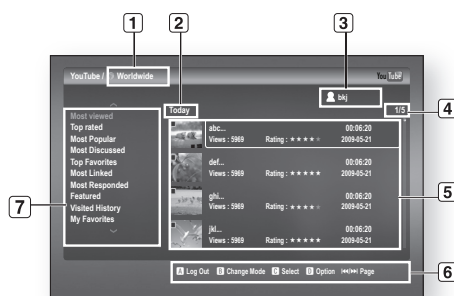 1
2
3
YouTube / Worldwide
You Tube
bkj
Today
1/5
4
Most viewed
Top rated
Most Popular
Most Discussed
Top Favorites
Most Linked
Most Responded
Featured
Visited History
My Favorites
7
abc...
00:06:20
Views : 5969 Rating : ★★★★★ 2009-05-21
def...
00:06:20
Views : 5969 Rating : ★★★★★ 2009-05-21
ghi...
00:06:20
Views : 5969 Rating : ★★★★★ 2009-05-21
jkl...
00:06:20
Views : 5969 Rating : ★★★★★ 2009-05-21
5
A Log Out B Change Mode C Select D Option Page
6